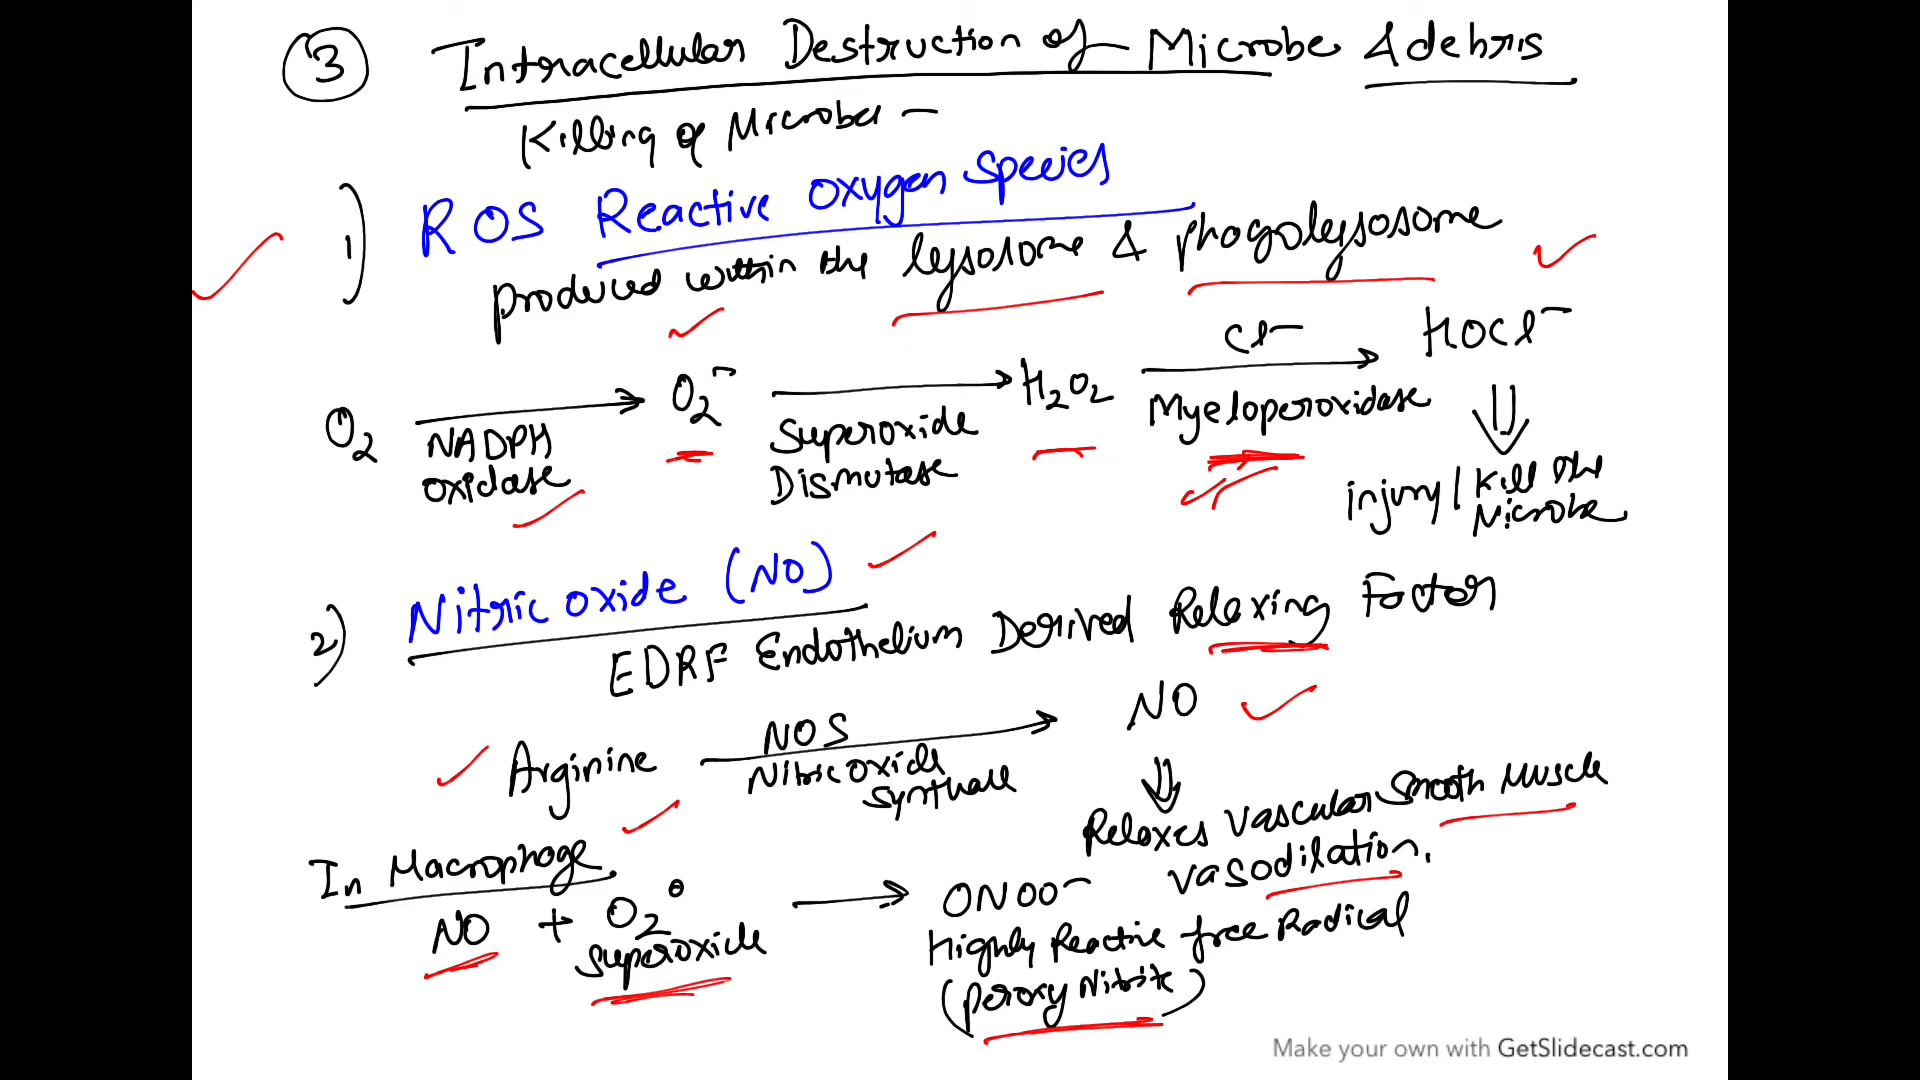 3 Intracellular Destruction of Microbe & debris
Killing of Microbes –
1) ROS Reactive oxygen species
produced within the lysosome & phagolysosome
O2 → NADPH oxidase → O2⁻ → Superoxide Dismutase → H2O2 → Cl⁻ Myeloperoxidase → HOCl⁻
⇓
injury / Kill the Microbe
2) Nitric oxide (NO)
EDRF Endothelium Derived Relaxing Factor
Arginine → NOS Nitric oxide synthase → NO
⇓
Relaxes Vascular Smooth Muscle
vasodilation.
In Macrophage
NO + O2• superoxide → ONOO⁻
Highly Reactive free Radical
(peroxy Nitrite)
Make your own with GetSlidecast.com